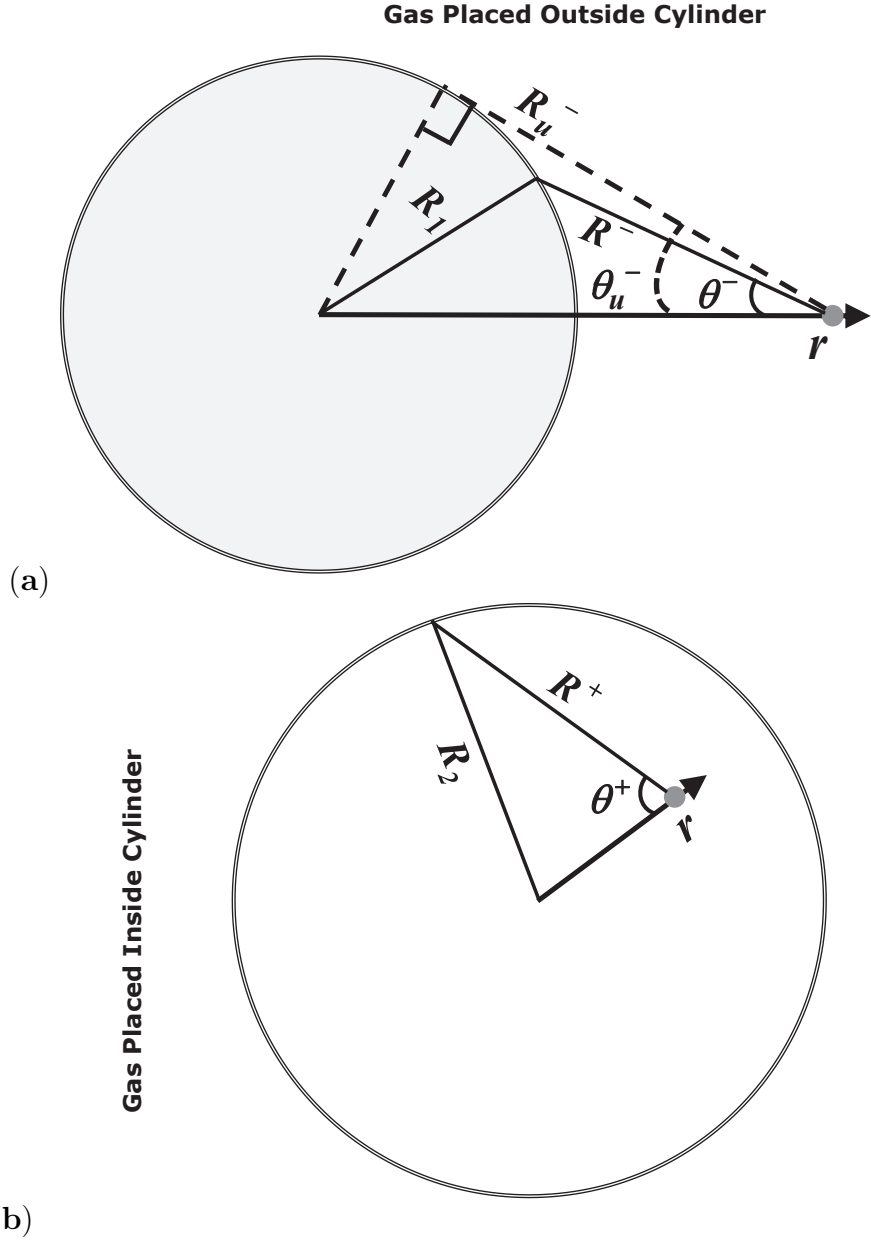 Gas Placed Outside Cylinder
R_u^-
R_1
R^-
θ_u^-
θ^-
r
(a)
R^+
R_2
θ^+
r
Gas Placed Inside Cylinder
b)